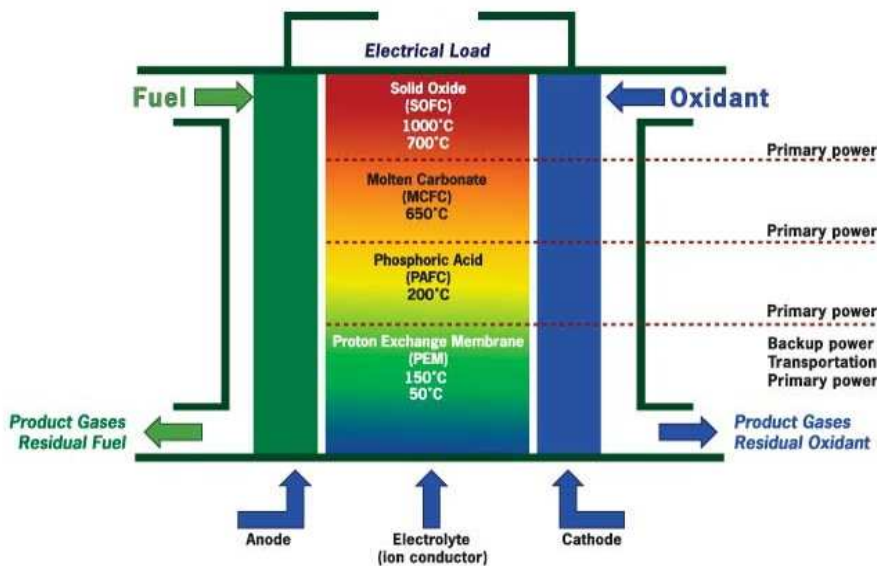 Electrical Load
Fuel
Oxidant
Solid Oxide
(SOFC)
1000°C
700°C
Primary power
Molten Carbonate
(MCFC)
650°C
Primary power
Phosphoric Acid
(PAFC)
200°C
Primary power
Proton Exchange Membrane
(PEM)
150°C
50°C
Backup power
Transportation
Primary power
Product Gases
Residual Fuel
Product Gases
Residual Oxidant
Anode
Electrolyte
(ion conductor)
Cathode